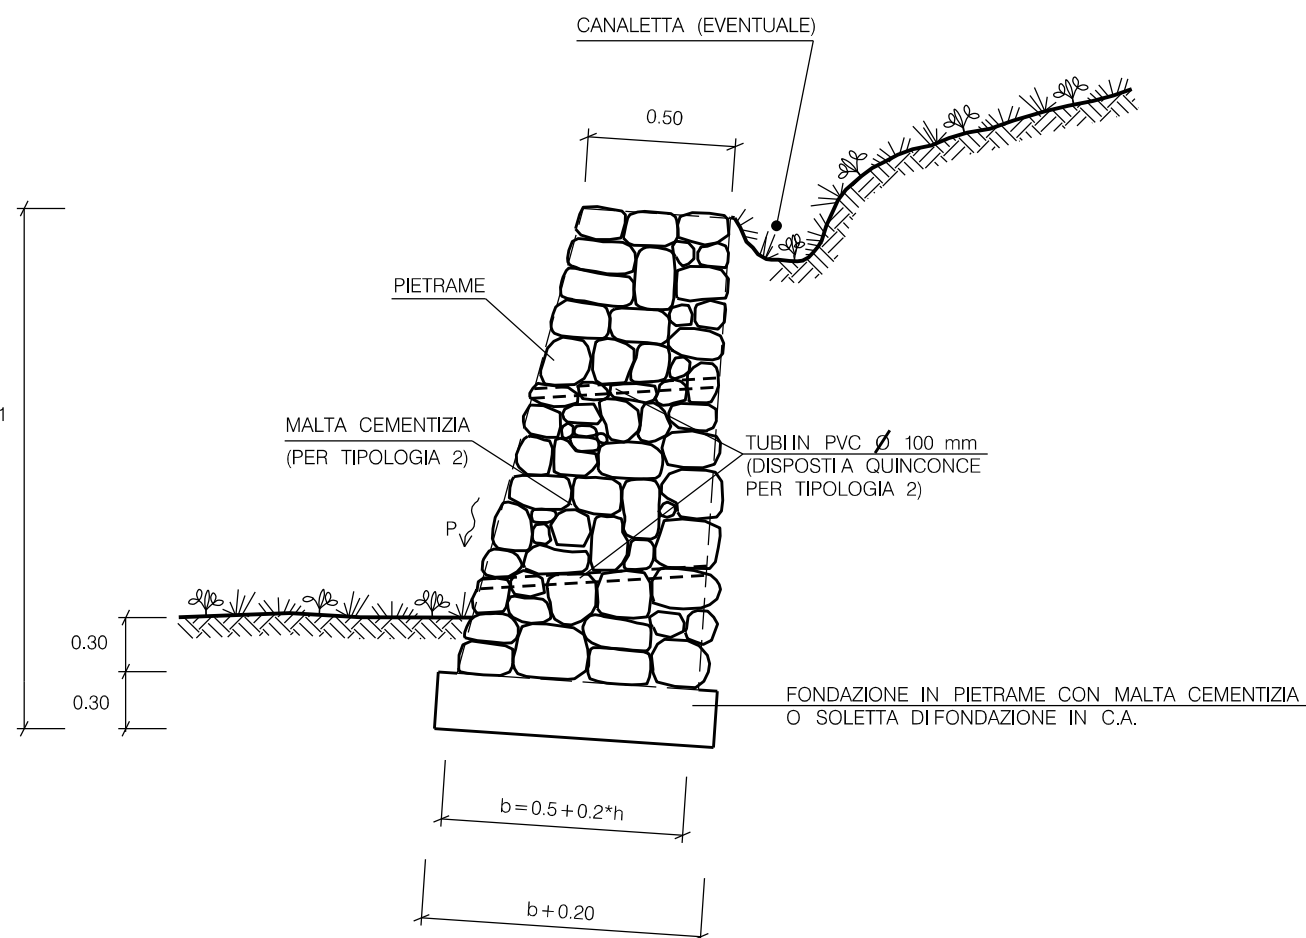 CANALETTA (EVENTUALE)
0.50
PIETRAME
1
MALTA CEMENTIZIA
(PER TIPOLOGIA 2)
TUBI IN PVC Ø 100 mm
(DISPOSTI A QUINCONCE
PER TIPOLOGIA 2)
P
0.30
0.30
FONDAZIONE IN PIETRAME CON MALTA CEMENTIZIA
O SOLETTA DI FONDAZIONE IN C.A.
b=0.5+0.2*h
b+0.20